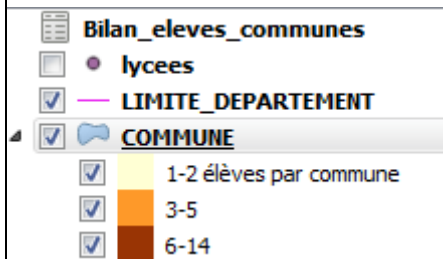 Bilan_eleves_communes
lycees
LIMITE_DEPARTEMENT
COMMUNE
1-2 élèves par commune
3-5
6-14